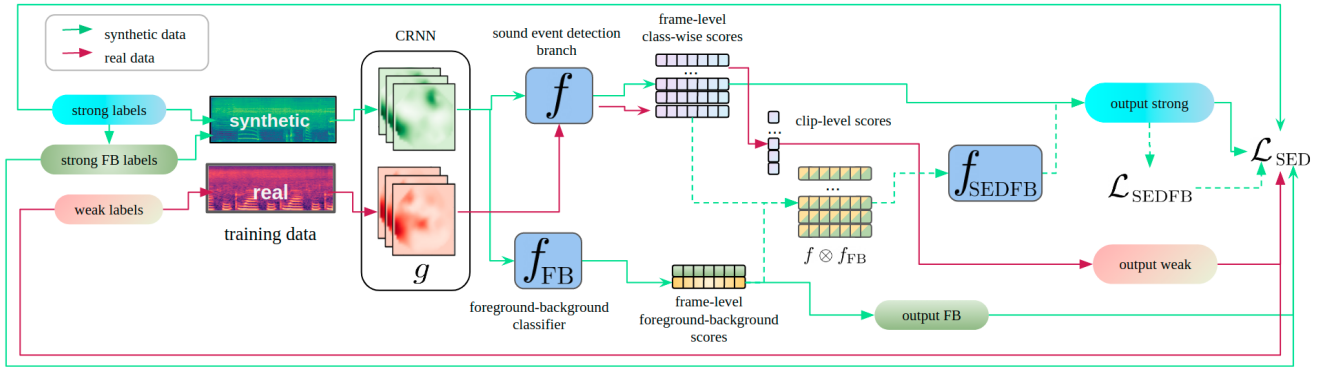 synthetic data
real data
strong labels
strong FB labels
weak labels
synthetic
real
training data
CRNN
g
sound event detection
branch
f
f_FB
foreground-background
classifier
frame-level
class-wise scores
...
...
clip-level scores
...
f ⊗ f_FB
frame-level
foreground-background
scores
f_SEDFB
output strong
ℒ_SEDFB
ℒ_SED
output weak
output FB